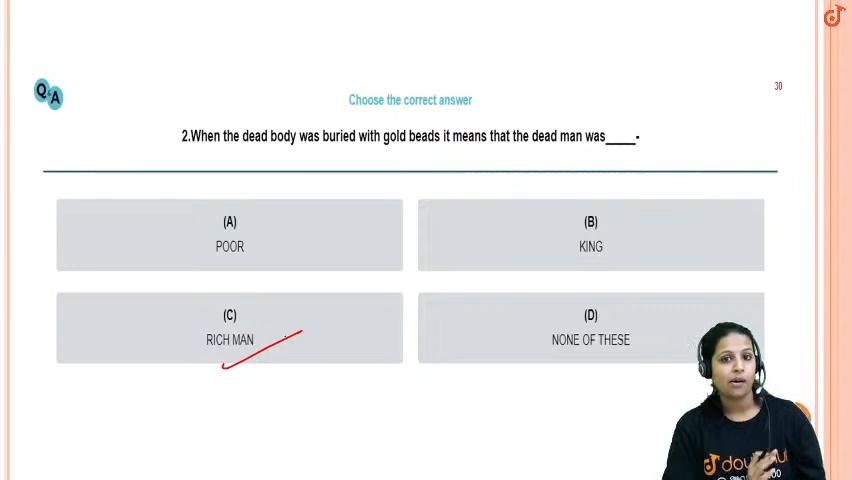 Q
A
30
Choose the correct answer
2.When the dead body was buried with gold beads it means that the dead man was_____-
(A)
POOR
(B)
KING
(C)
RICH MAN
(D)
NONE OF THESE